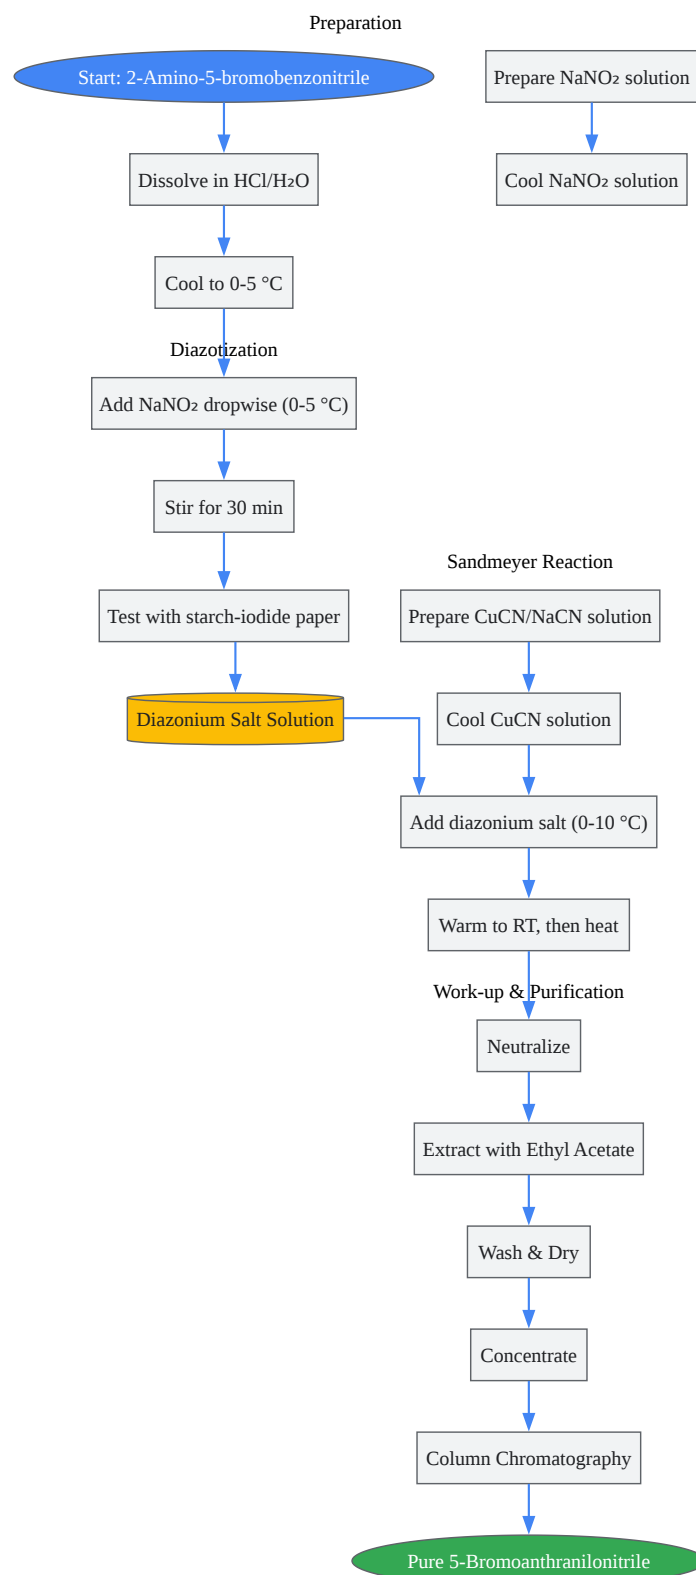 Preparation
Start: 2-Amino-5-bromobenzonitrile
Prepare NaNO₂ solution
Dissolve in HCl/H₂O
Cool NaNO₂ solution
Cool to 0-5 °C
Diazotization
Add NaNO₂ dropwise (0-5 °C)
Stir for 30 min
Sandmeyer Reaction
Test with starch-iodide paper
Prepare CuCN/NaCN solution
Diazonium Salt Solution
Cool CuCN solution
Add diazonium salt (0-10 °C)
Warm to RT, then heat
Work-up & Purification
Neutralize
Extract with Ethyl Acetate
Wash & Dry
Concentrate
Column Chromatography
Pure 5-Bromoanthranilonitrile